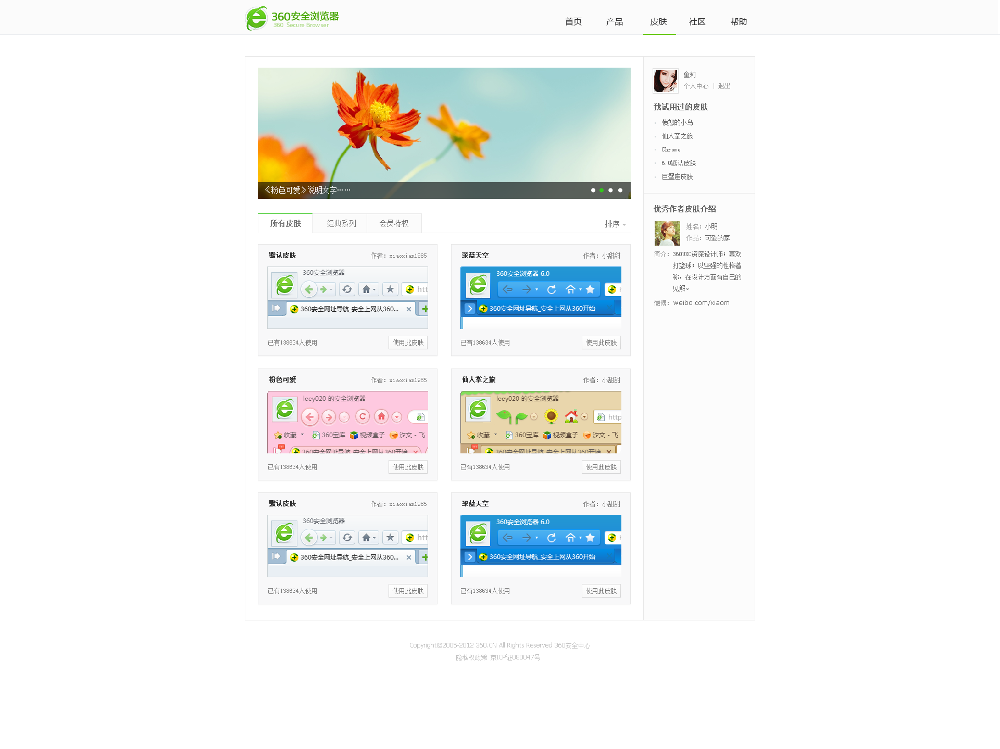 360安全浏览器
360 Secure Browser
首页 产品 皮肤 社区 帮助
《粉色可爱》说明文字……
所有皮肤 经典系列 会员特权 排序
默认皮肤 作者：xiaoxian1985
360安全浏览器
htt
360安全网址导航_安全上网从360...
已有138634人使用 使用此皮肤
深蓝天空 作者：小甜甜
360安全浏览器 6.0
360安全网址导航_安全上网从360开始
已有138634人使用 使用此皮肤
粉色可爱 作者：xiaoxian1985
leey020 的安全浏览器
收藏 360宝库 视频盒子 汐文 - 飞
360安全网址导航_安全上网从360开始
已有138634人使用 使用此皮肤
仙人掌之旅 作者：小甜甜
leey020 的安全浏览器
http
收藏 360宝库 视频盒子 汐文 - 飞
360安全网址导航_安全上网从360开始
已有138634人使用 使用此皮肤
默认皮肤 作者：xiaoxian1985
360安全浏览器
htt
360安全网址导航_安全上网从360...
已有138634人使用 使用此皮肤
深蓝天空 作者：小甜甜
360安全浏览器 6.0
360安全网址导航_安全上网从360开始
已有138634人使用 使用此皮肤
童莉
个人中心 | 退出
我试用过的皮肤
愤怒的小鸟
仙人掌之旅
Chrome
6.0默认皮肤
巨蟹座皮肤
优秀作者皮肤介绍
姓名：小明
作品：可爱的家
简介：360UXC资深设计师；喜欢
打篮球；以坚强的性格著
称，在设计方面有自己的
见解。
微博：weibo.com/xiaom
Copyright©2005-2012 360.CN All Rights Reserved 360安全中心
隐私权政策 京ICP证080047号